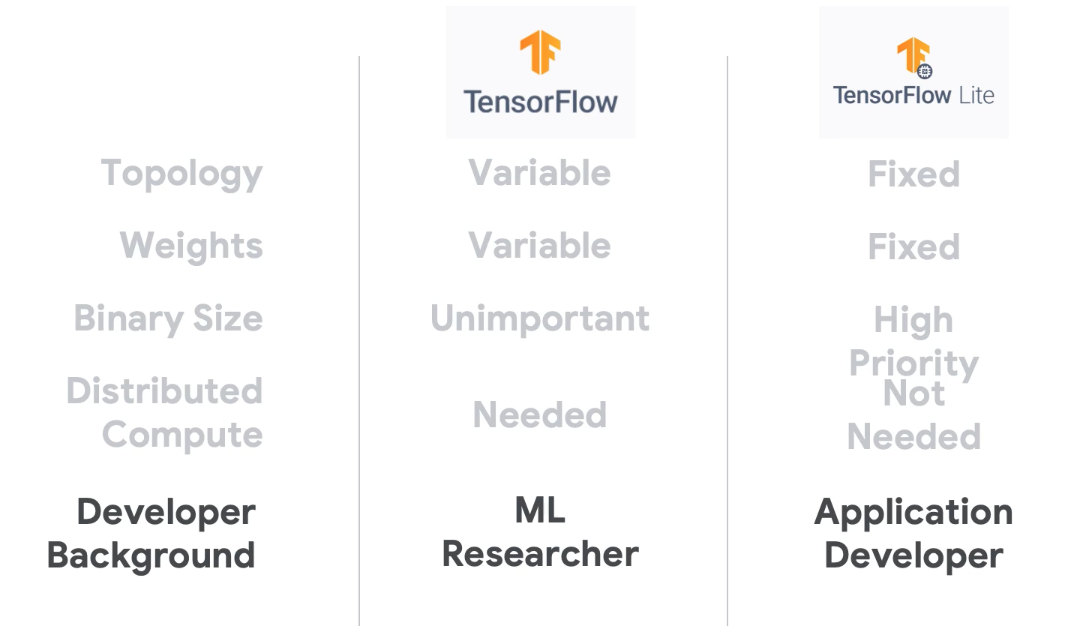 TensorFlow
TensorFlow Lite
Topology
Variable
Fixed
Weights
Variable
Fixed
Binary Size
Unimportant
High
Priority
Distributed
Compute
Needed
Not
Needed
Developer
Background
ML
Researcher
Application
Developer